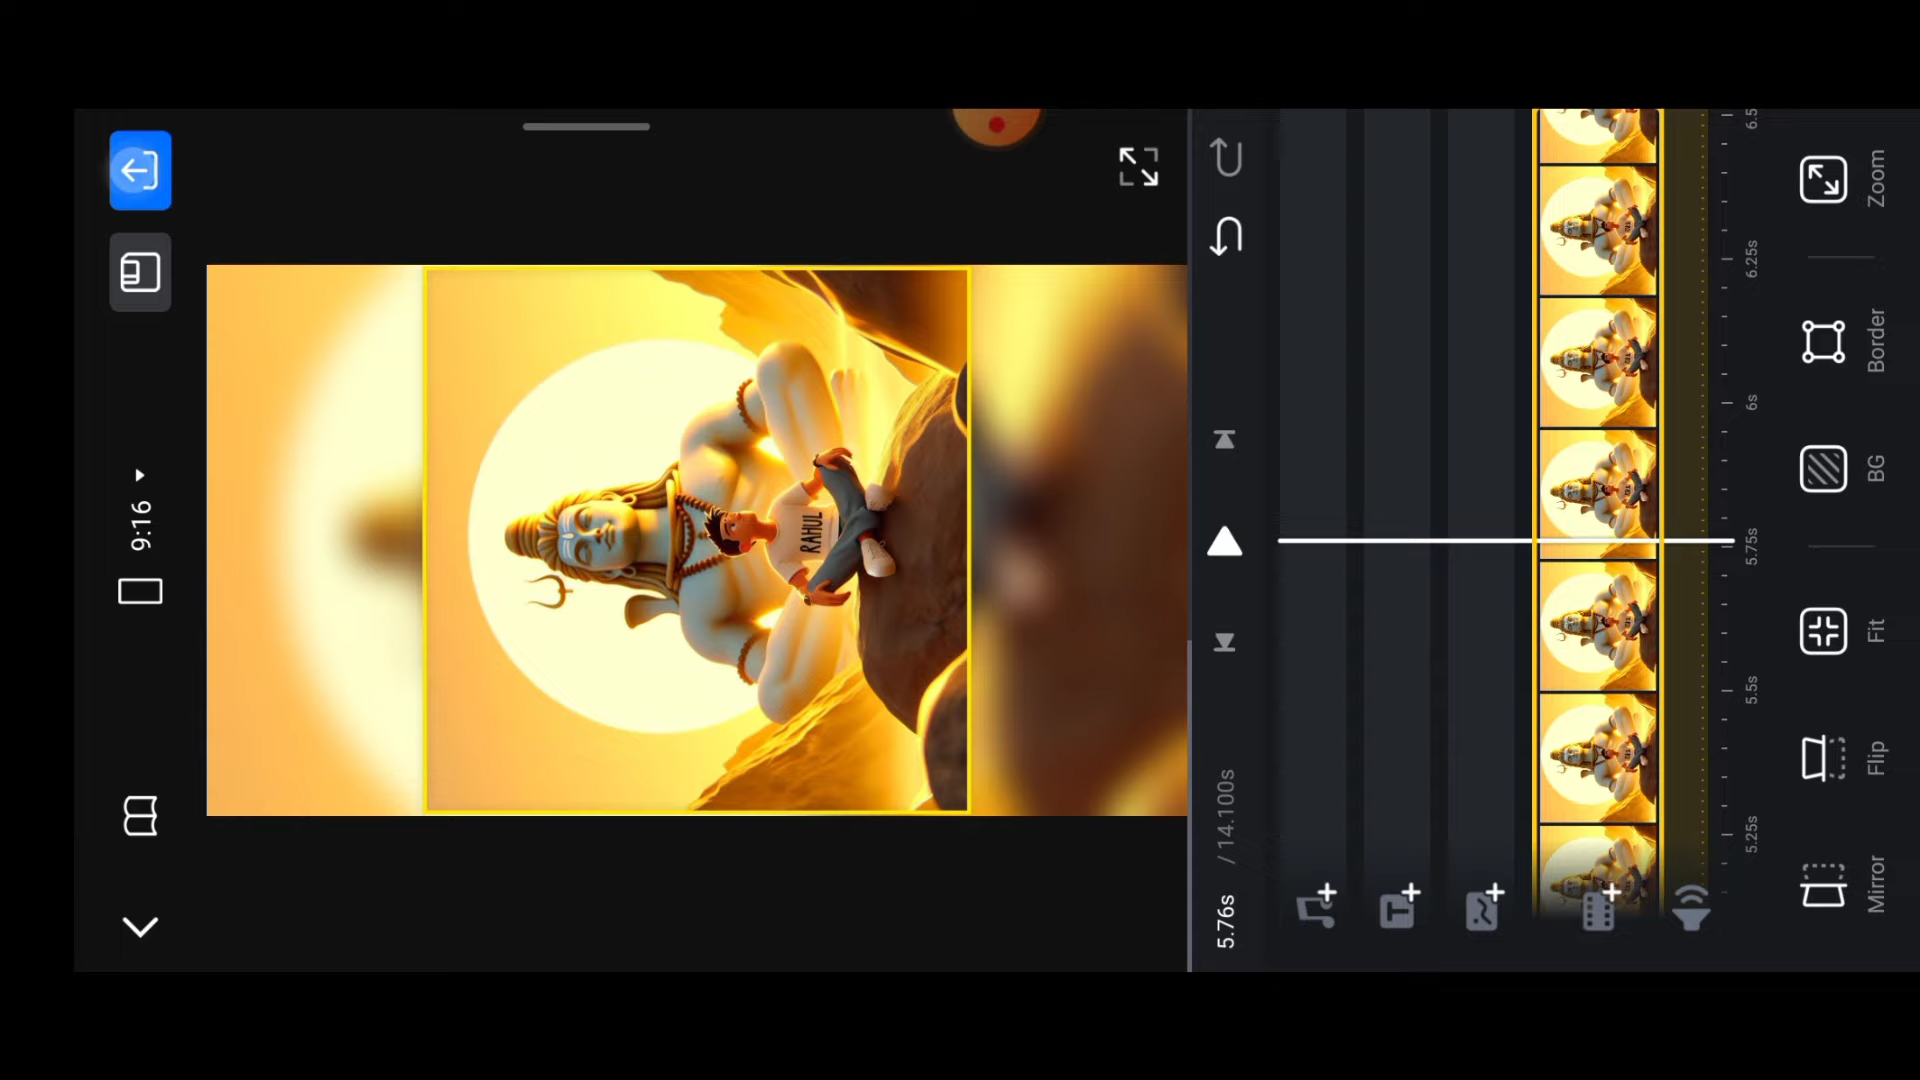 9:16
RAHUL
5.76s / 14.100s
5.25s
5.5s
5.75s
6s
6.25s
6.5
Mirror
Flip
Fit
BG
Border
Zoom